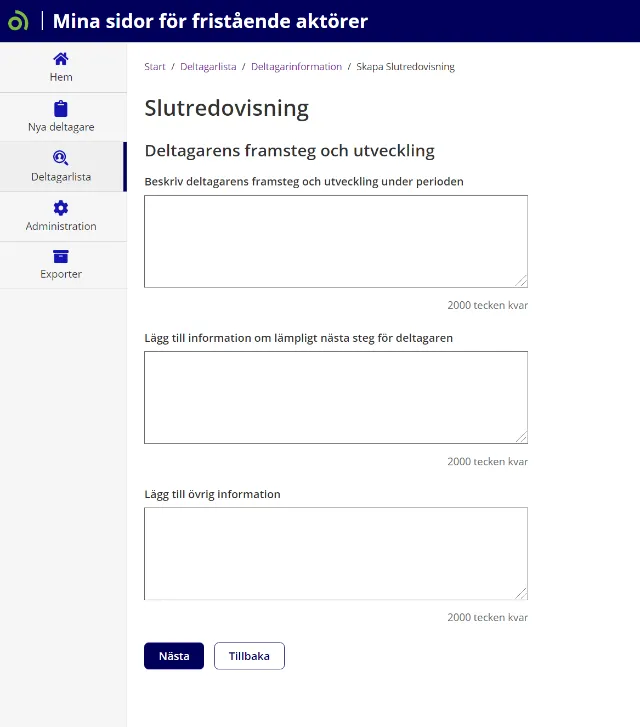 Mina sidor för fristående aktörer
Hem
Nya deltagare
Deltagarlista
Administration
Exporter
Start / Deltagarlista / Deltagarinformation / Skapa Slutredovisning
Slutredovisning
Deltagarens framsteg och utveckling
Beskriv deltagarens framsteg och utveckling under perioden
2000 tecken kvar
Lägg till information om lämpligt nästa steg för deltagaren
2000 tecken kvar
Lägg till övrig information
2000 tecken kvar
Nästa
Tillbaka